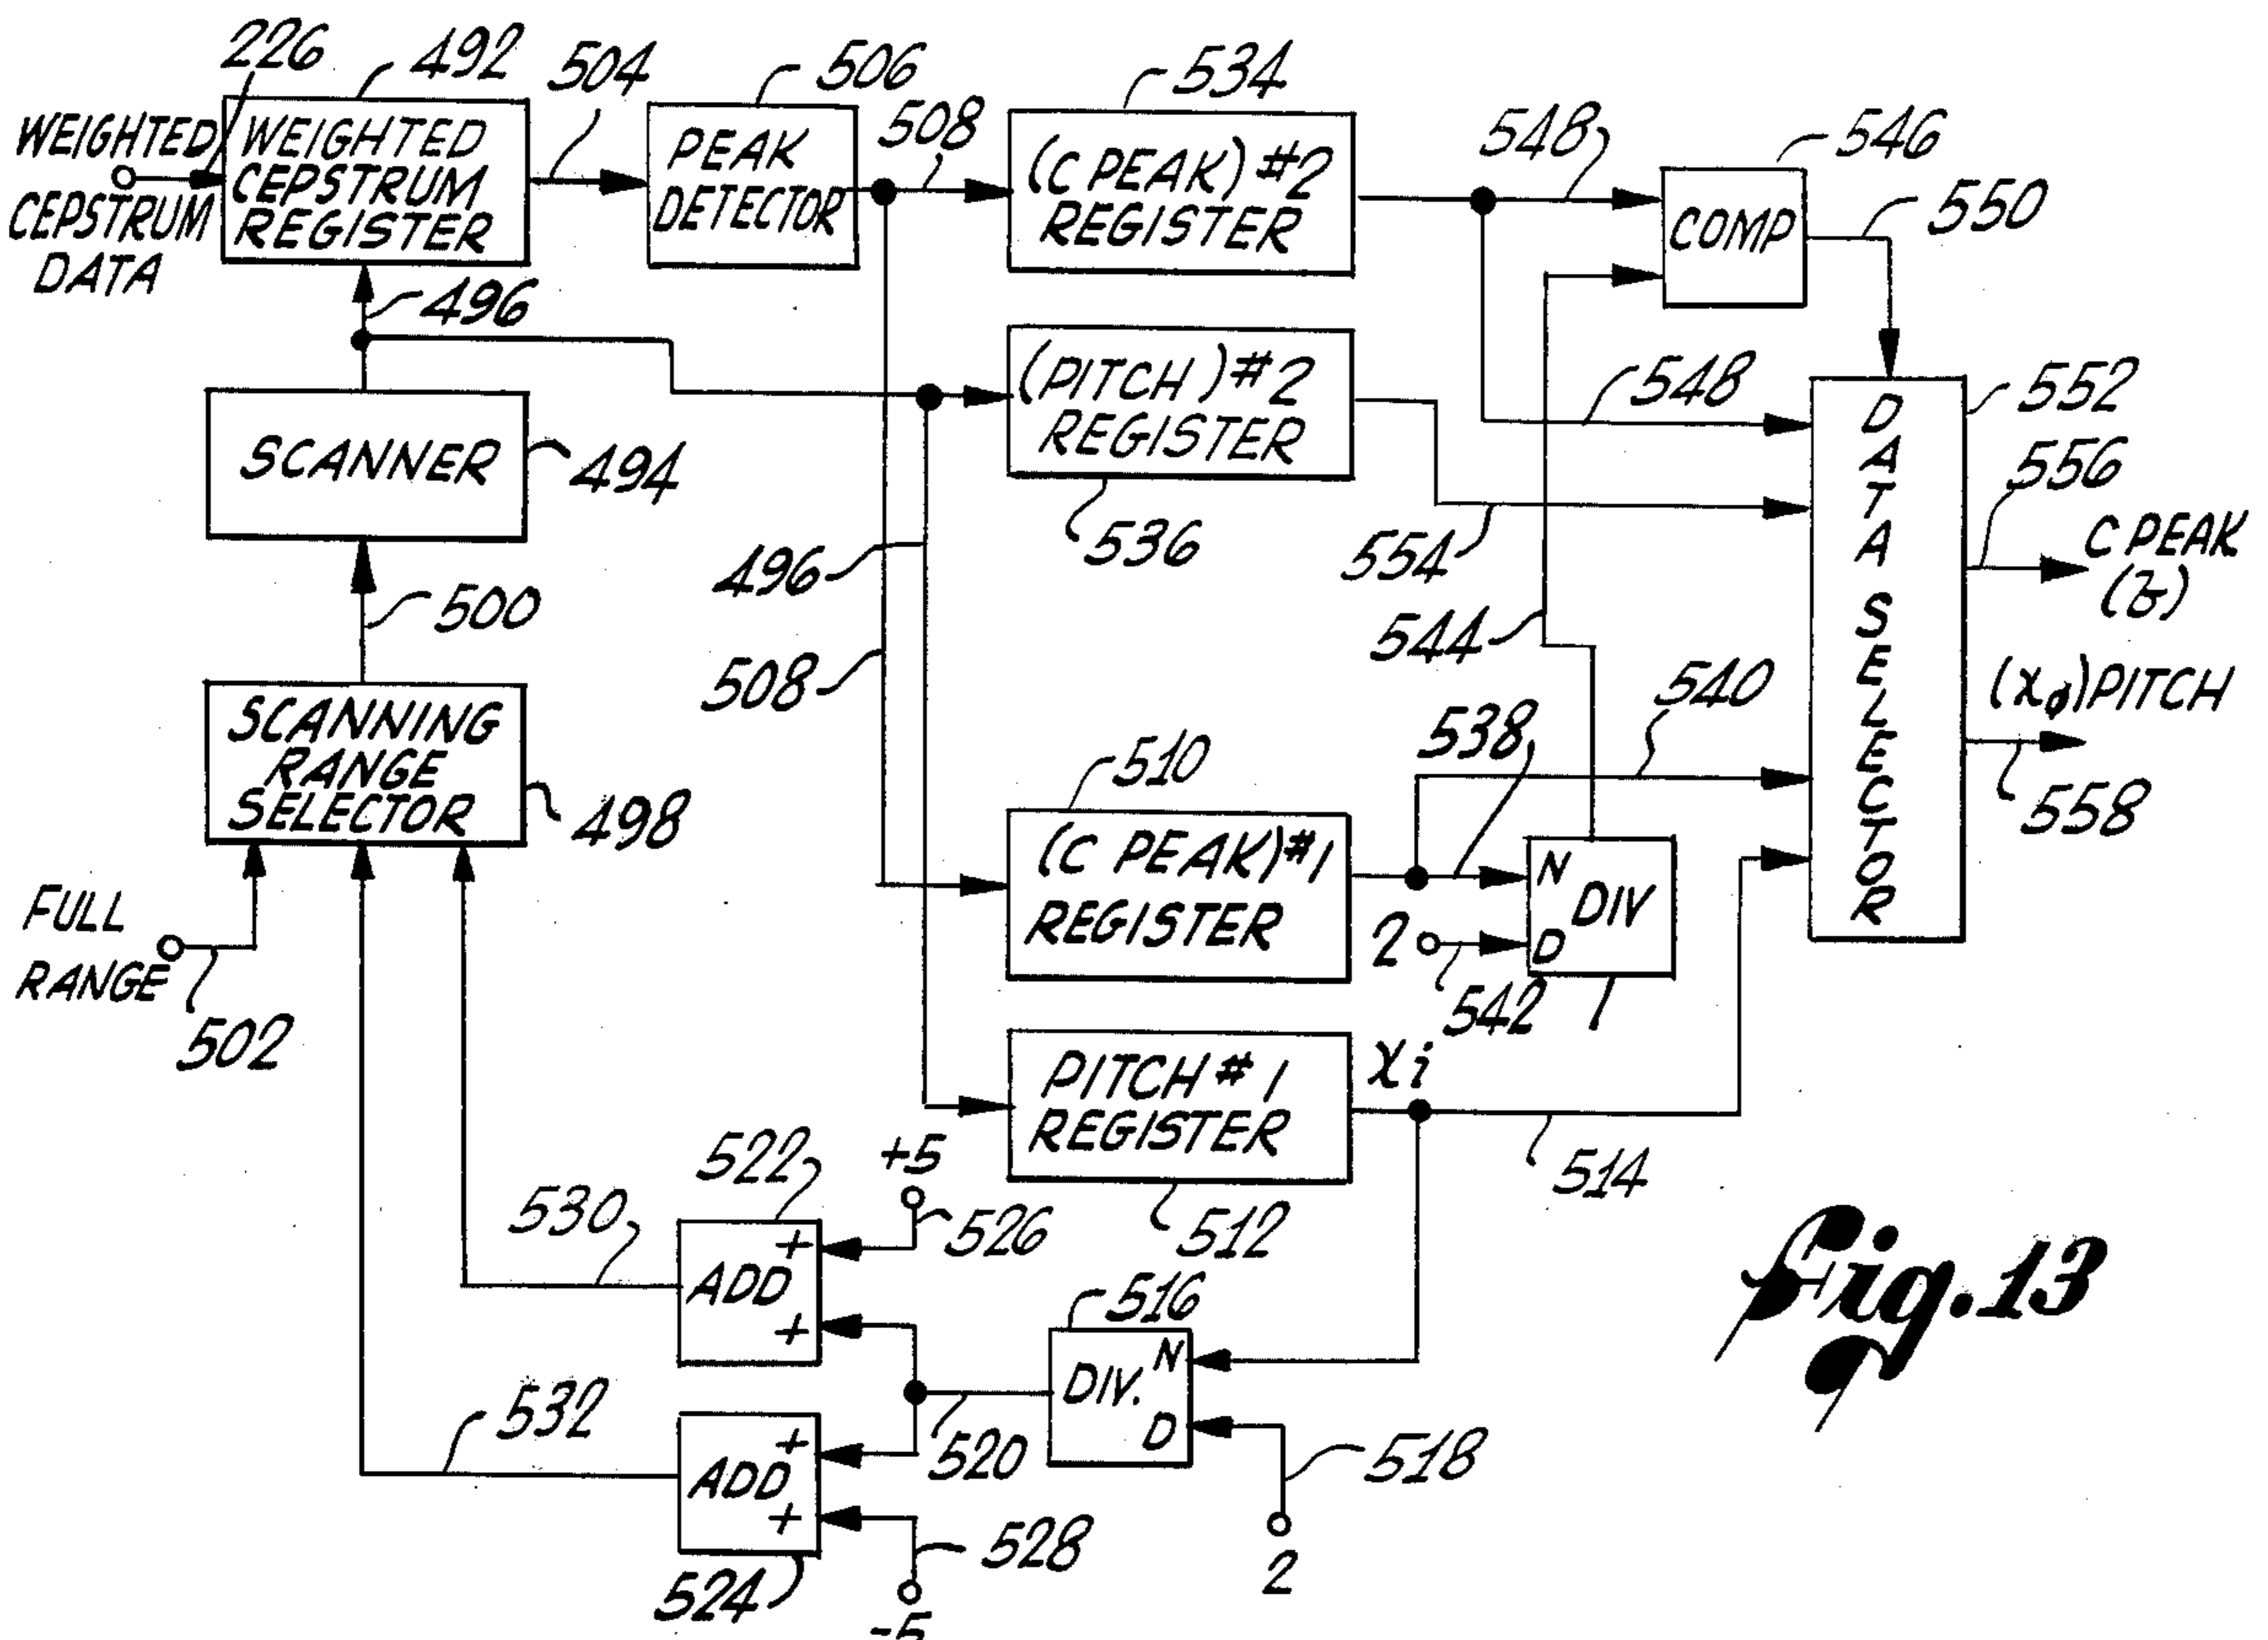 226
492
504
506
508
534
548
546
550
WEIGHTED
CEPSTRUM
DATA
WEIGHTED
CEPSTRUM
REGISTER
PEAK
DETECTOR
(C PEAK) #2
REGISTER
COMP
496
SCANNER
494
(PITCH) #2
REGISTER
536
548
552
556
554
C PEAK
(z)
496
500
508
544
540
(X0) PITCH
558
DATA SELECTOR
SCANNING
RANGE
SELECTOR
498
510
538
(C PEAK) #1
REGISTER
N
DIV
D
2
542
FULL
RANGE
502
PITCH #1
REGISTER
Xi
512
514
522
+5
526
530
ADD
+
+
516
DIV.
N
D
520
518
2
532
ADD
+
+
528
524
-5
Fig. 13